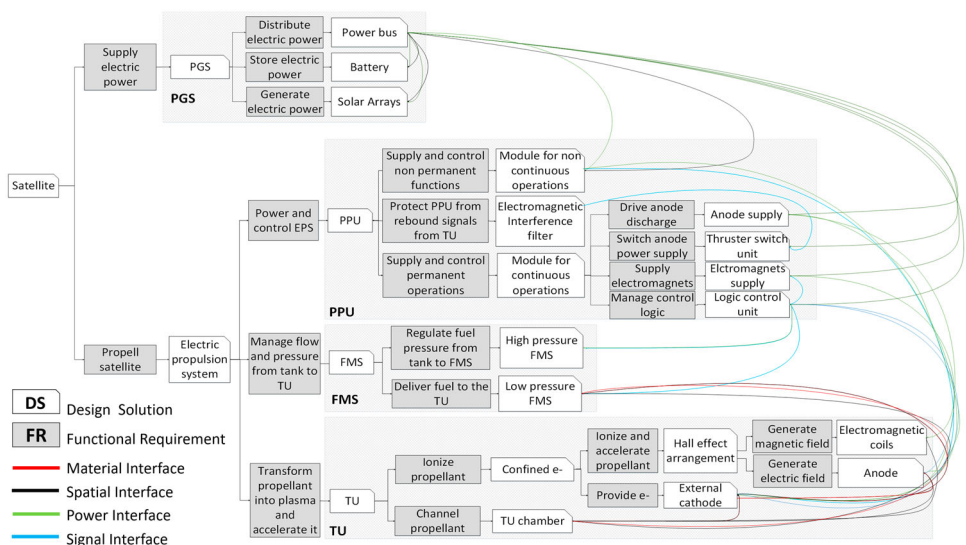 Distribute
electric power
Power bus
Supply
electric
power
PGS
Store electric
power
Battery
Generate
electric power
Solar Arrays
PGS
Satellite
Supply and control
non permanent
functions
Module for non
continuous
operations
Power and
control EPS
PPU
Protect PPU from
rebound signals
from TU
Electromagnetic
Interference
filter
Drive anode
discharge
Anode supply
Switch anode
power supply
Thruster switch
unit
Supply and control
permanent
operations
Module for
continuous
operations
Supply
electromagnets
Elctromagnets
supply
Manage control
logic
Logic control
unit
PPU
Propell
satellite
Electric
propulsion
system
Manage flow
and pressure
from tank to
TU
FMS
Regulate fuel
pressure from
tank to FMS
High pressure
FMS
Deliver fuel to the
TU
Low pressure
FMS
FMS
DS
Design Solution
FR
Functional Requirement
Material Interface
Spatial Interface
Power Interface
Signal Interface
Transform
propellant
into plasma
and
accelerate it
TU
Ionize
propellant
Confined e-
Ionize and
accelerate
propellant
Hall effect
arrangement
Generate
magnetic field
Electromagnetic
coils
Generate
electric field
Anode
Provide e-
External
cathode
Channel
propellant
TU chamber
TU